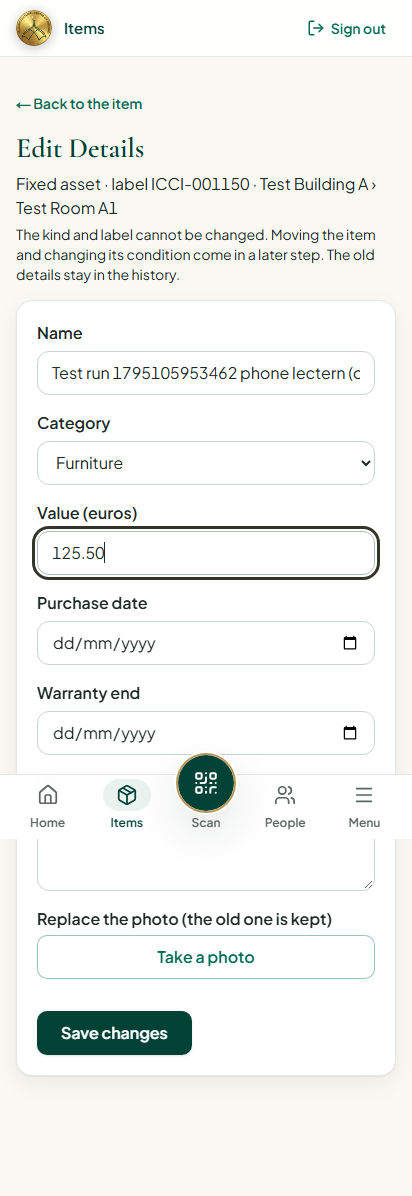 Items
Sign out
← Back to the item
Edit Details
Fixed asset · label ICCI-001150 · Test Building A ›
Test Room A1
The kind and label cannot be changed. Moving the item
and changing its condition come in a later step. The old
details stay in the history.
Name
Test run 1795105953462 phone lectern (c
Category
Furniture
Value (euros)
125.50
Purchase date
dd/mm/yyyy
Warranty end
dd/mm/yyyy
Home
Items
Scan
People
Menu
Replace the photo (the old one is kept)
Take a photo
Save changes